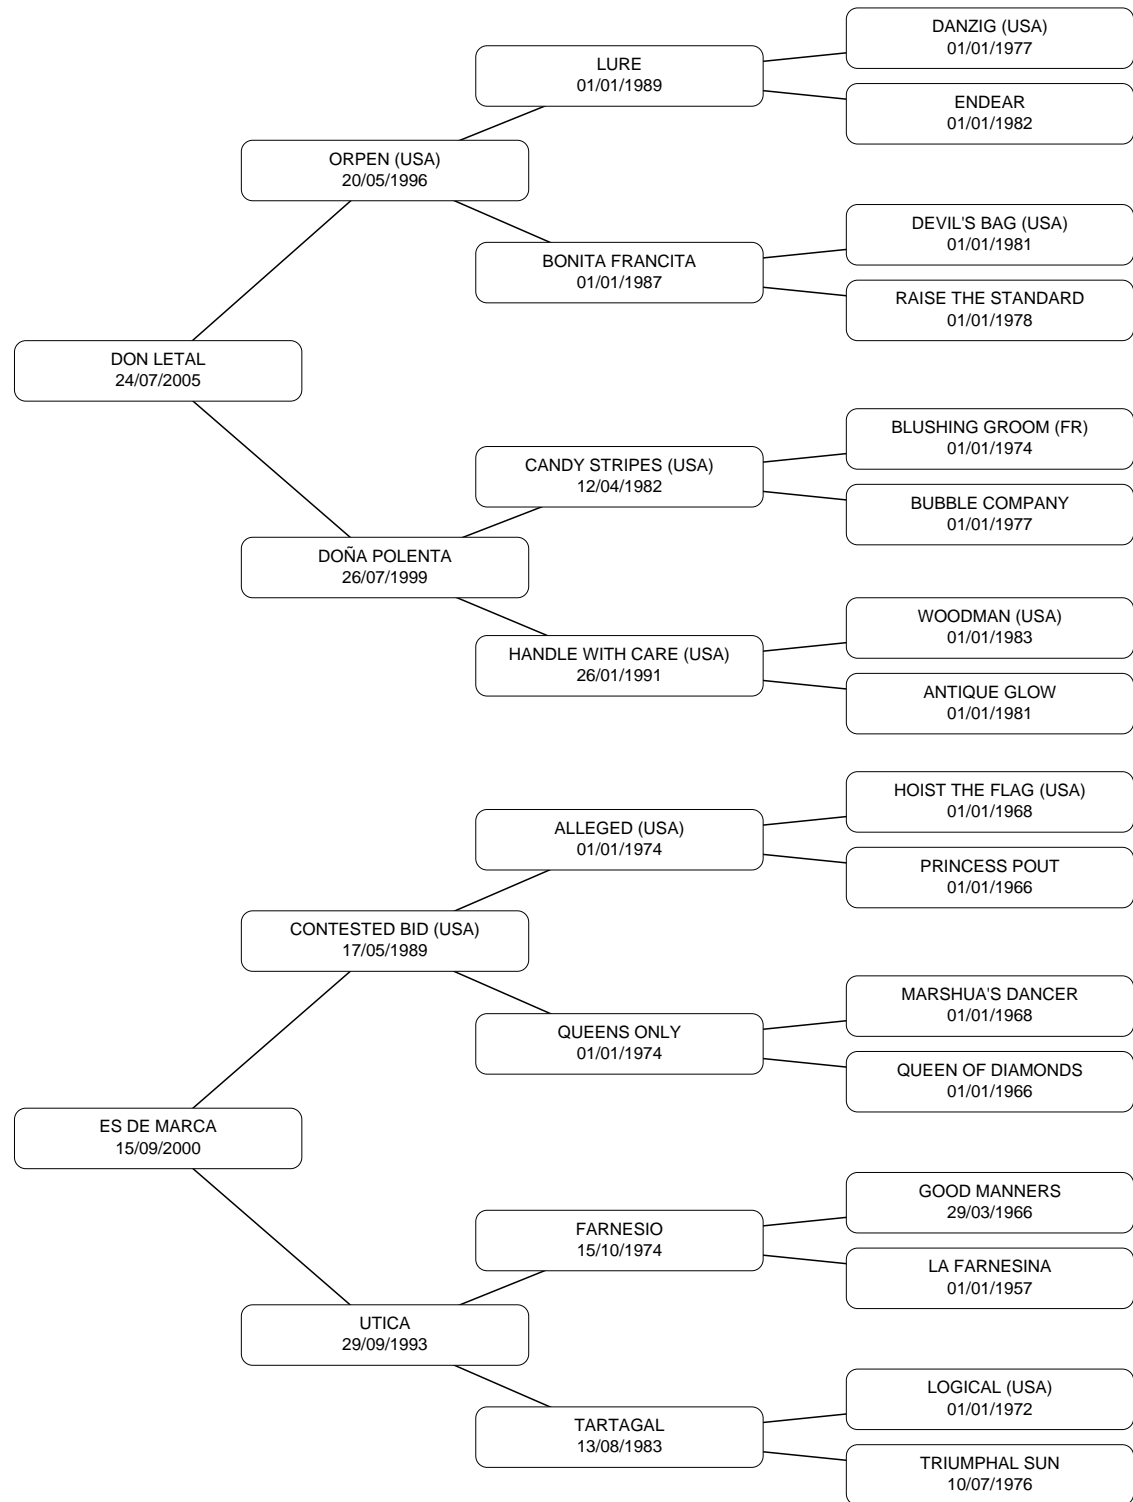 DANZIG (USA)
01/01/1977
LURE
01/01/1989
ENDEAR
01/01/1982
ORPEN (USA)
20/05/1996
DEVIL'S BAG (USA)
01/01/1981
BONITA FRANCITA
01/01/1987
RAISE THE STANDARD
01/01/1978
DON LETAL
24/07/2005
BLUSHING GROOM (FR)
01/01/1974
CANDY STRIPES (USA)
12/04/1982
BUBBLE COMPANY
01/01/1977
DOÑA POLENTA
26/07/1999
WOODMAN (USA)
01/01/1983
HANDLE WITH CARE (USA)
26/01/1991
ANTIQUE GLOW
01/01/1981
HOIST THE FLAG (USA)
01/01/1968
ALLEGED (USA)
01/01/1974
PRINCESS POUT
01/01/1966
CONTESTED BID (USA)
17/05/1989
MARSHUA'S DANCER
01/01/1968
QUEENS ONLY
01/01/1974
QUEEN OF DIAMONDS
01/01/1966
ES DE MARCA
15/09/2000
GOOD MANNERS
29/03/1966
FARNESIO
15/10/1974
LA FARNESINA
01/01/1957
UTICA
29/09/1993
LOGICAL (USA)
01/01/1972
TARTAGAL
13/08/1983
TRIUMPHAL SUN
10/07/1976